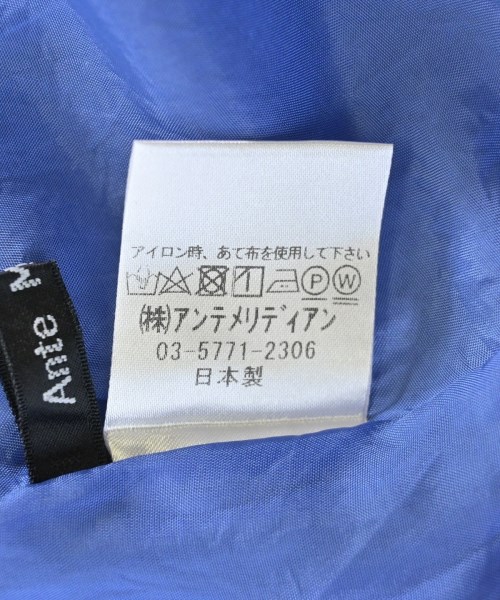 アイロン時、あて布を使用して下さい
P W
(株)アンテメリディアン
03-5771-2306
日本製
Ante